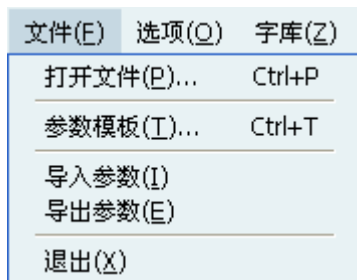 文件(F) 选项(O) 字库(Z)
打开文件(P)... Ctrl+P
参数模板(T)... Ctrl+T
导入参数(I)
导出参数(E)
退出(X)